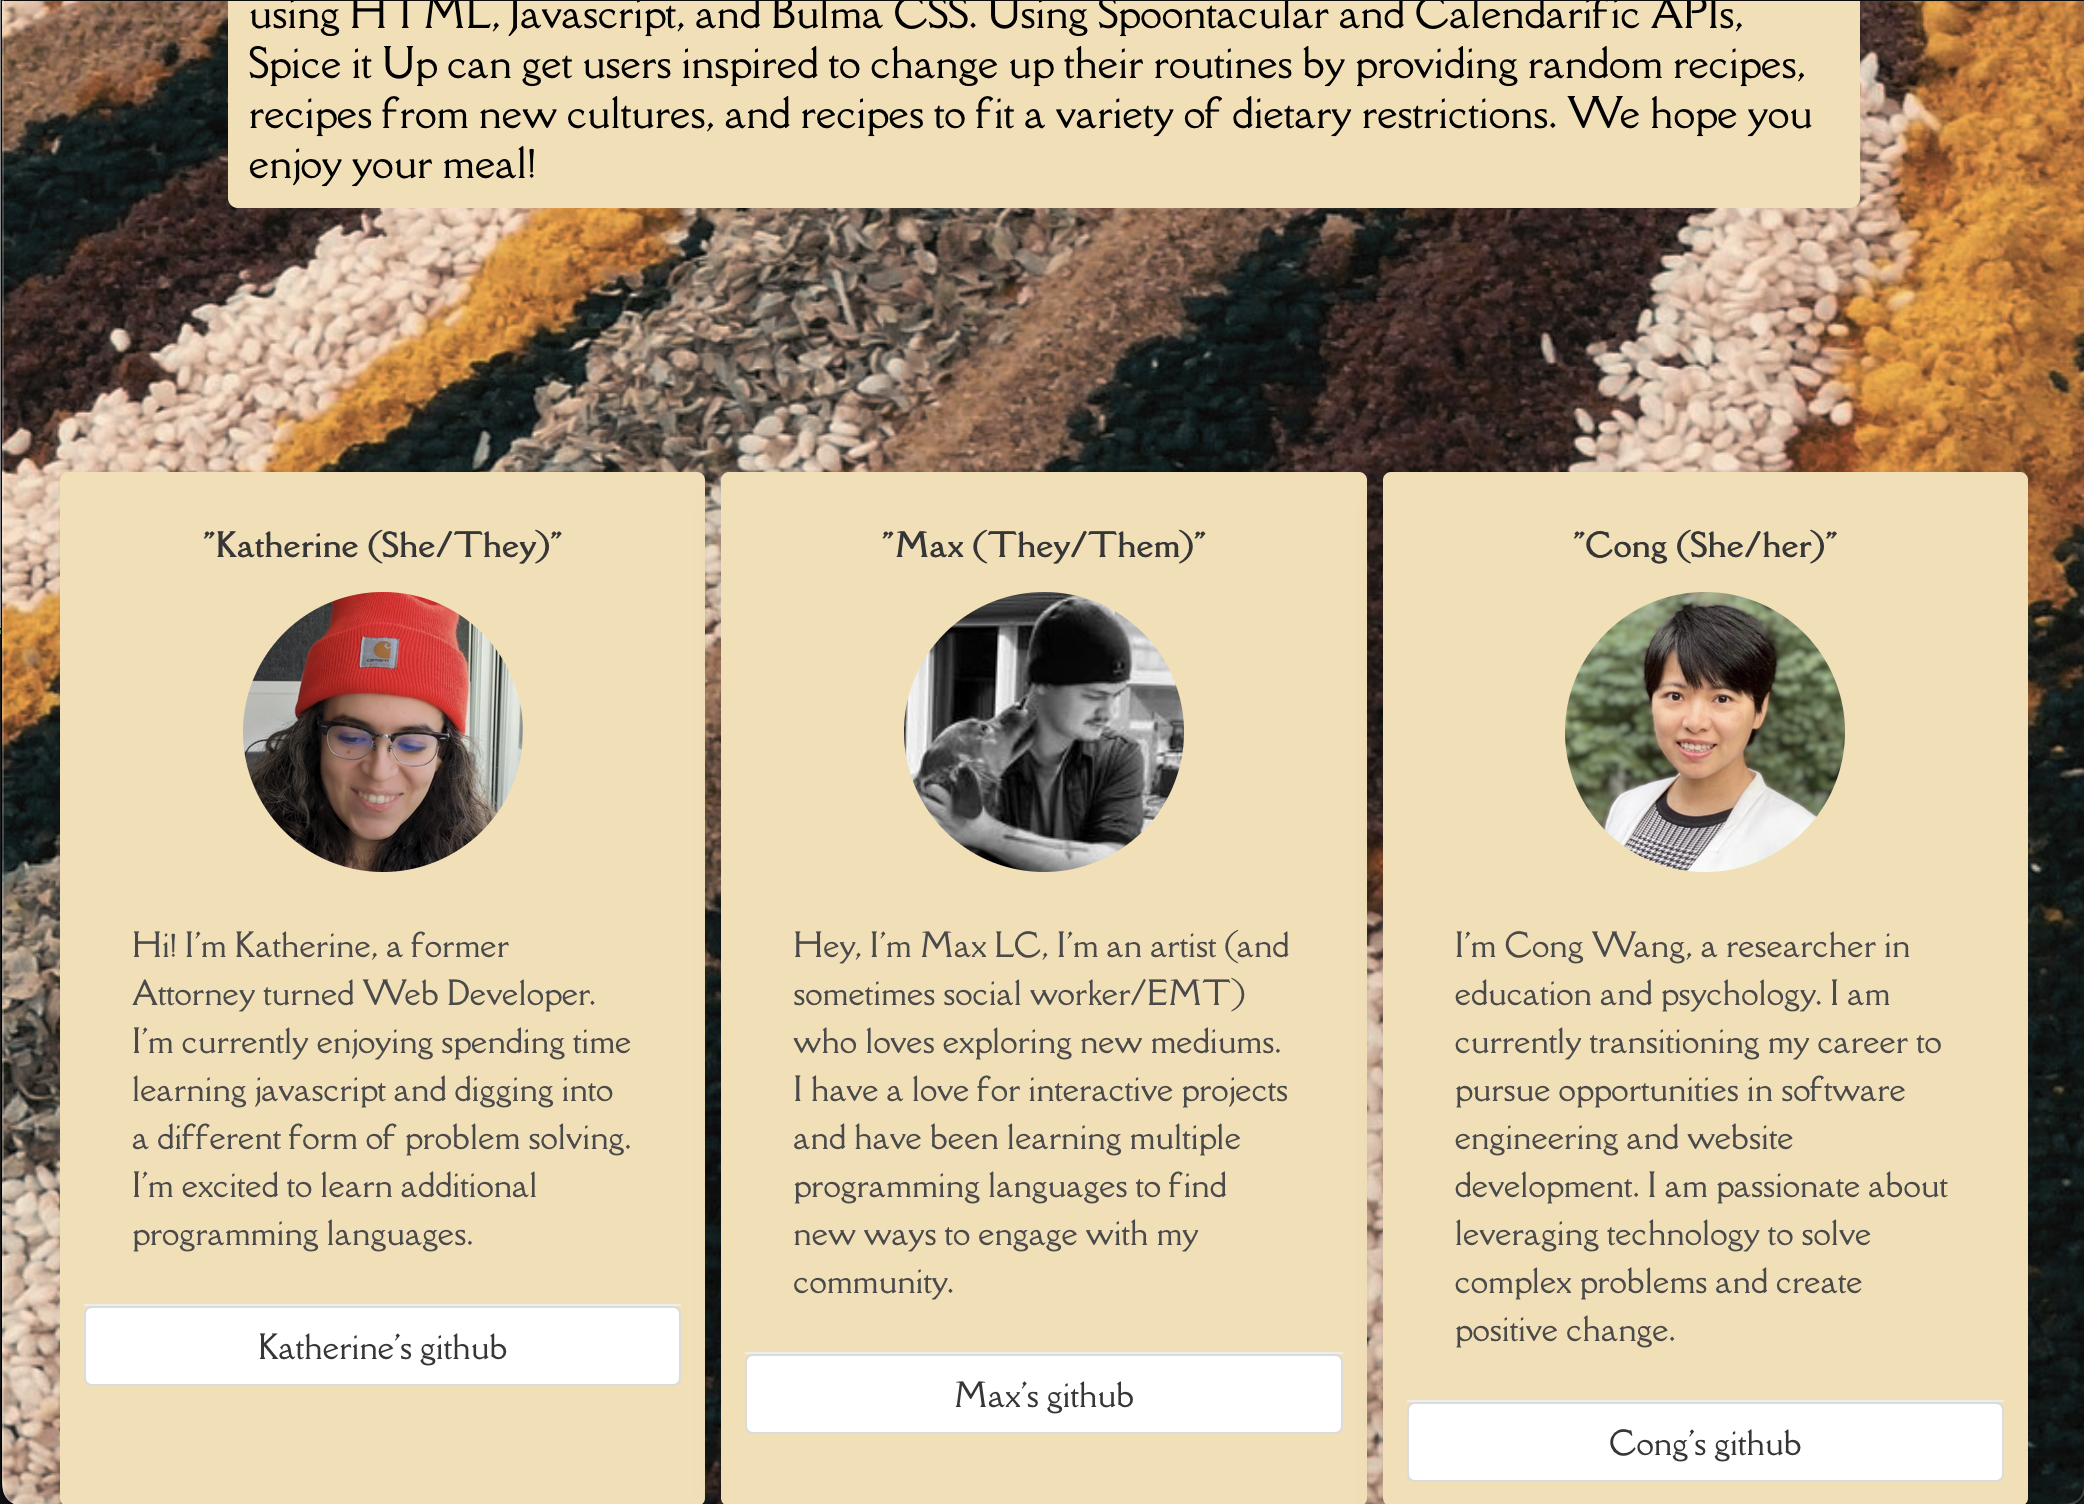 using HTML, Javascript, and Bulma CSS. Using Spoontacular and Calendarific APIs,
Spice it Up can get users inspired to change up their routines by providing random recipes,
recipes from new cultures, and recipes to fit a variety of dietary restrictions. We hope you
enjoy your meal!
"Katherine (She/They)"
carhartt
Hi! I'm Katherine, a former
Attorney turned Web Developer.
I'm currently enjoying spending time
learning javascript and digging into
a different form of problem solving.
I'm excited to learn additional
programming languages.
Katherine's github
"Max (They/Them)"
Hey, I'm Max LC, I'm an artist (and
sometimes social worker/EMT)
who loves exploring new mediums.
I have a love for interactive projects
and have been learning multiple
programming languages to find
new ways to engage with my
community.
Max's github
"Cong (She/her)"
I'm Cong Wang, a researcher in
education and psychology. I am
currently transitioning my career to
pursue opportunities in software
engineering and website
development. I am passionate about
leveraging technology to solve
complex problems and create
positive change.
Cong's github